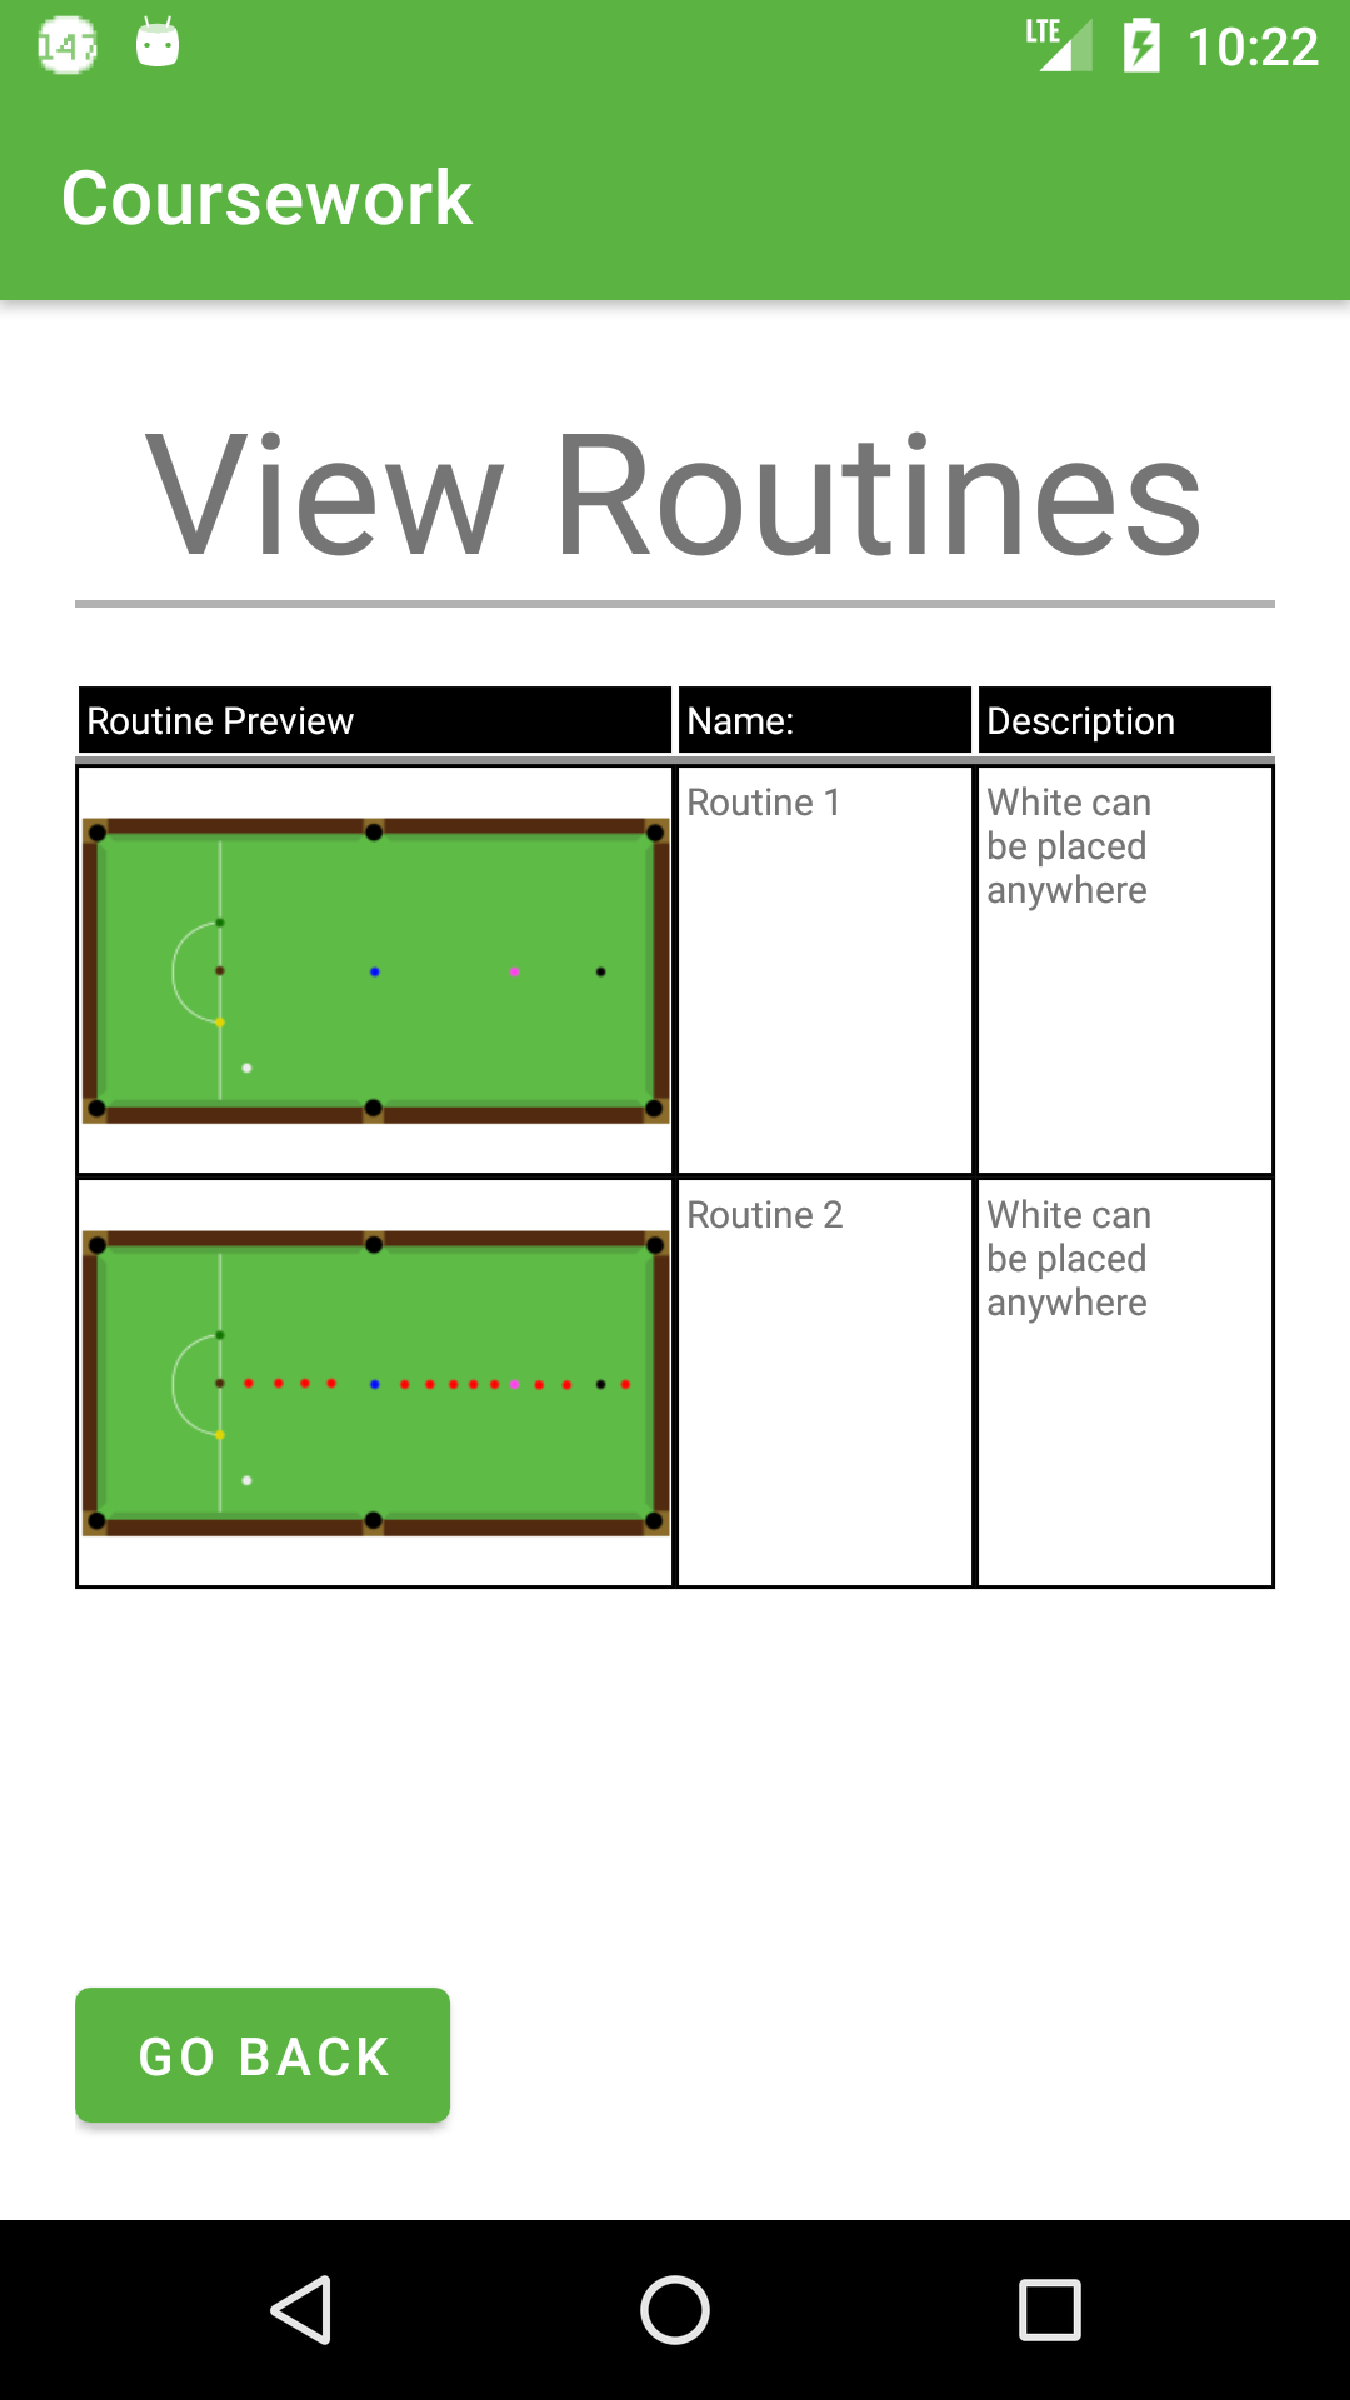 147
LTE
10:22
Coursework
View Routines
Routine Preview
Name:
Description
Routine 1
White can
be placed
anywhere
Routine 2
White can
be placed
anywhere
GO BACK